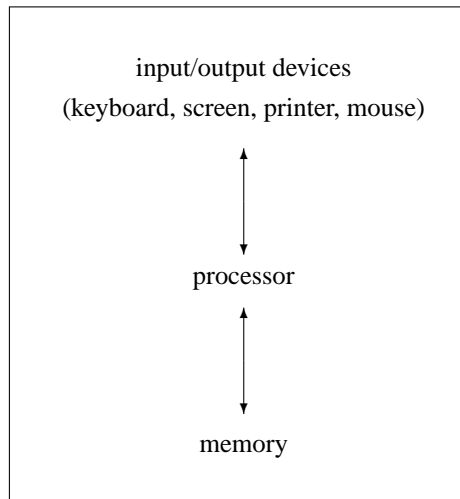 input/output devices
(keyboard, screen, printer, mouse)
processor
memory